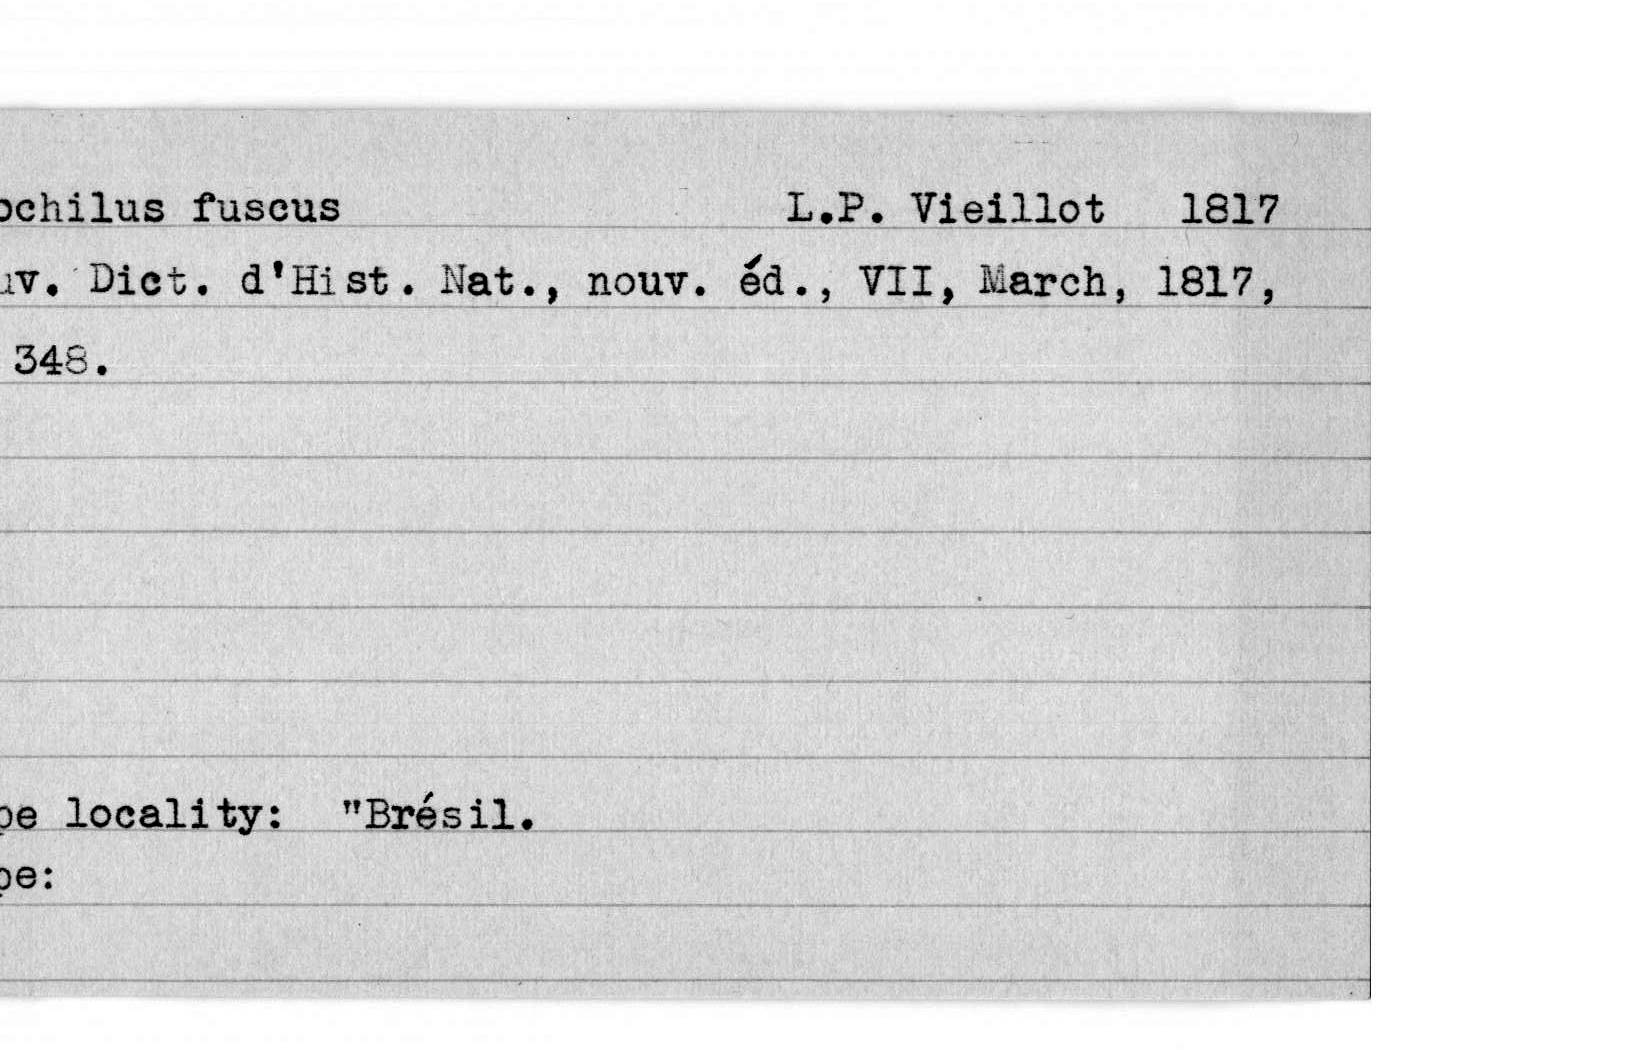 ochilus fuscus L.P. Vieillot 1817
uv. Dict. d'Hist. Nat., nouv. éd., VII, March, 1817,
348.
pe locality: "Brésil.
pe: